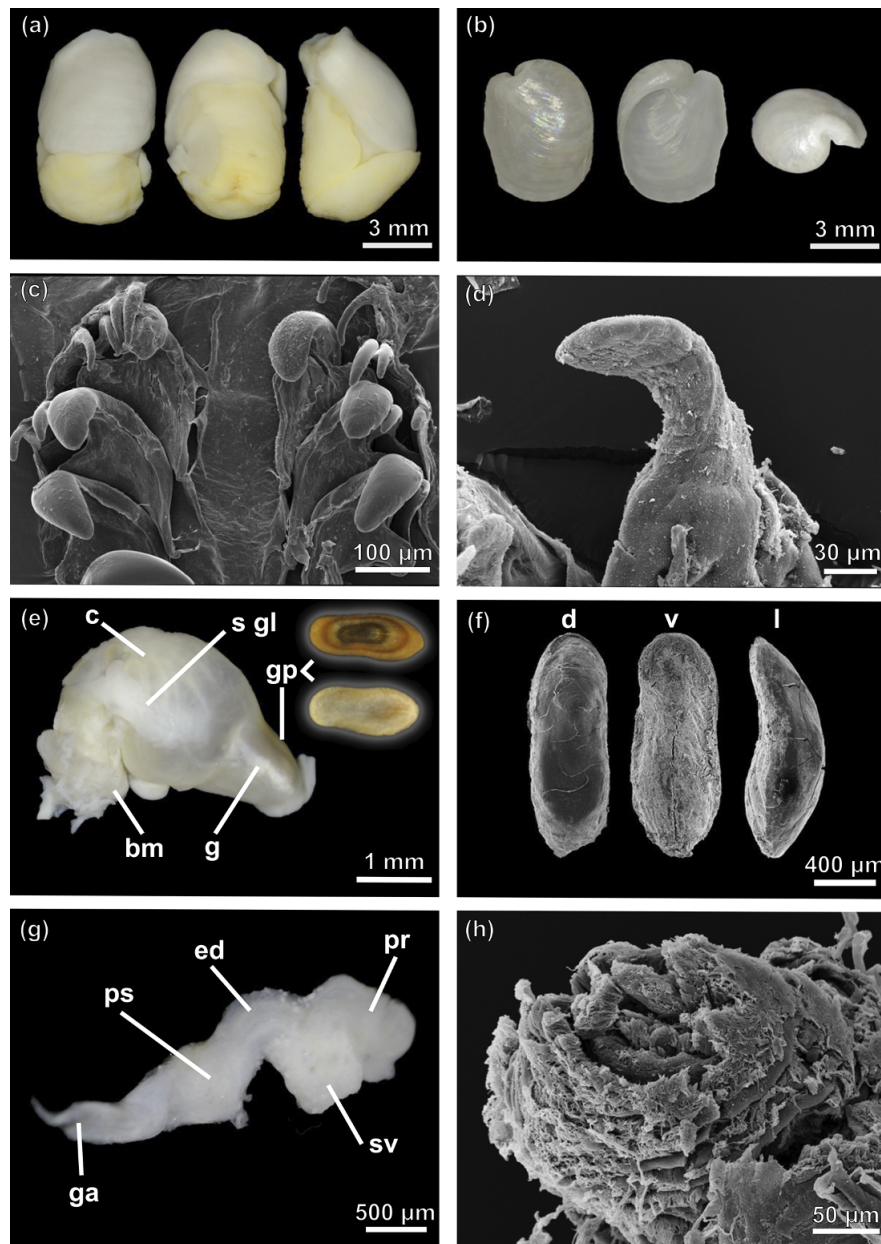 (a)
3 mm
(b)
3 mm
(c)
100 µm
(d)
30 µm
(e)
c
s gl
gp
bm
g
1 mm
(f)
d v l
400 µm
(g)
ed
pr
ps
sv
ga
500 µm
(h)
50 µm